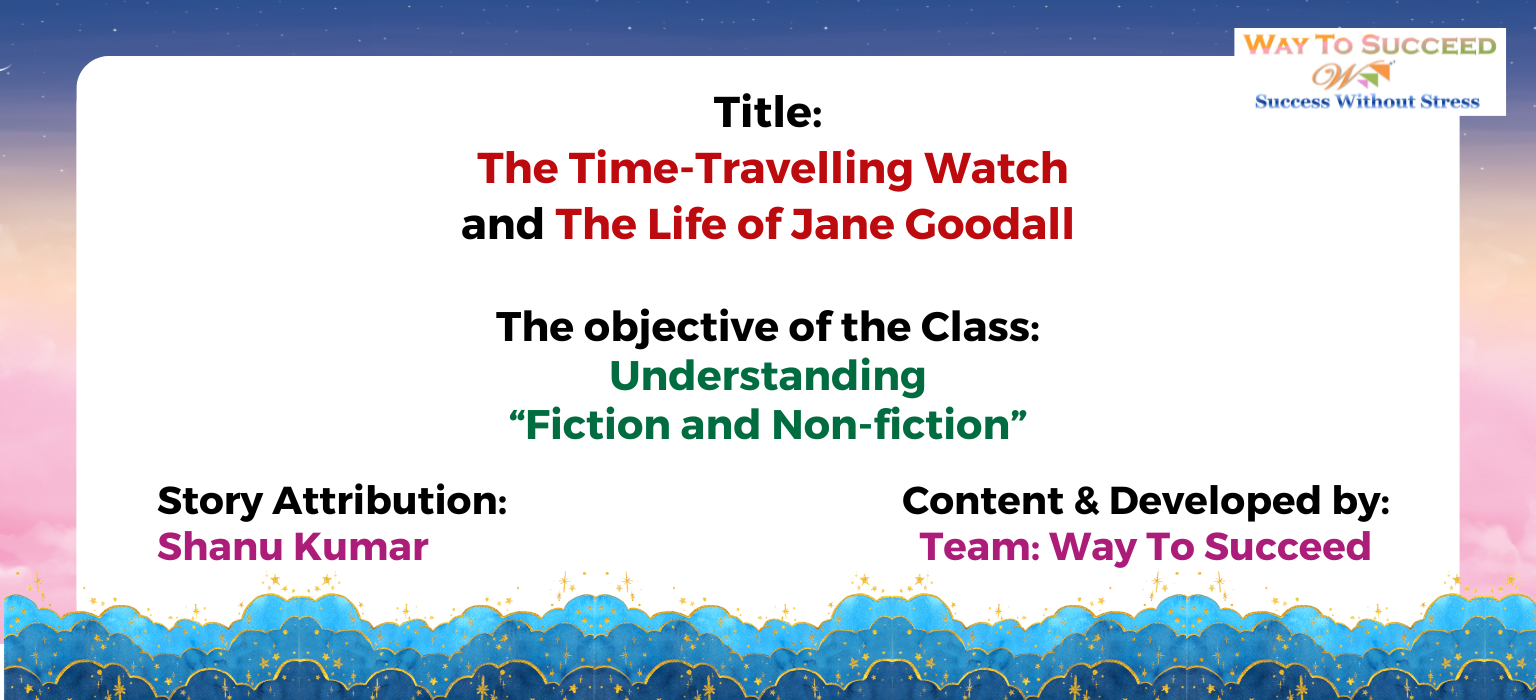 WAY TO SUCCEED
W
Success Without Stress
Title:
The Time-Travelling Watch
and The Life of Jane Goodall
The objective of the Class:
Understanding
“Fiction and Non-fiction”
Story Attribution:
Shanu Kumar
Content & Developed by:
Team: Way To Succeed